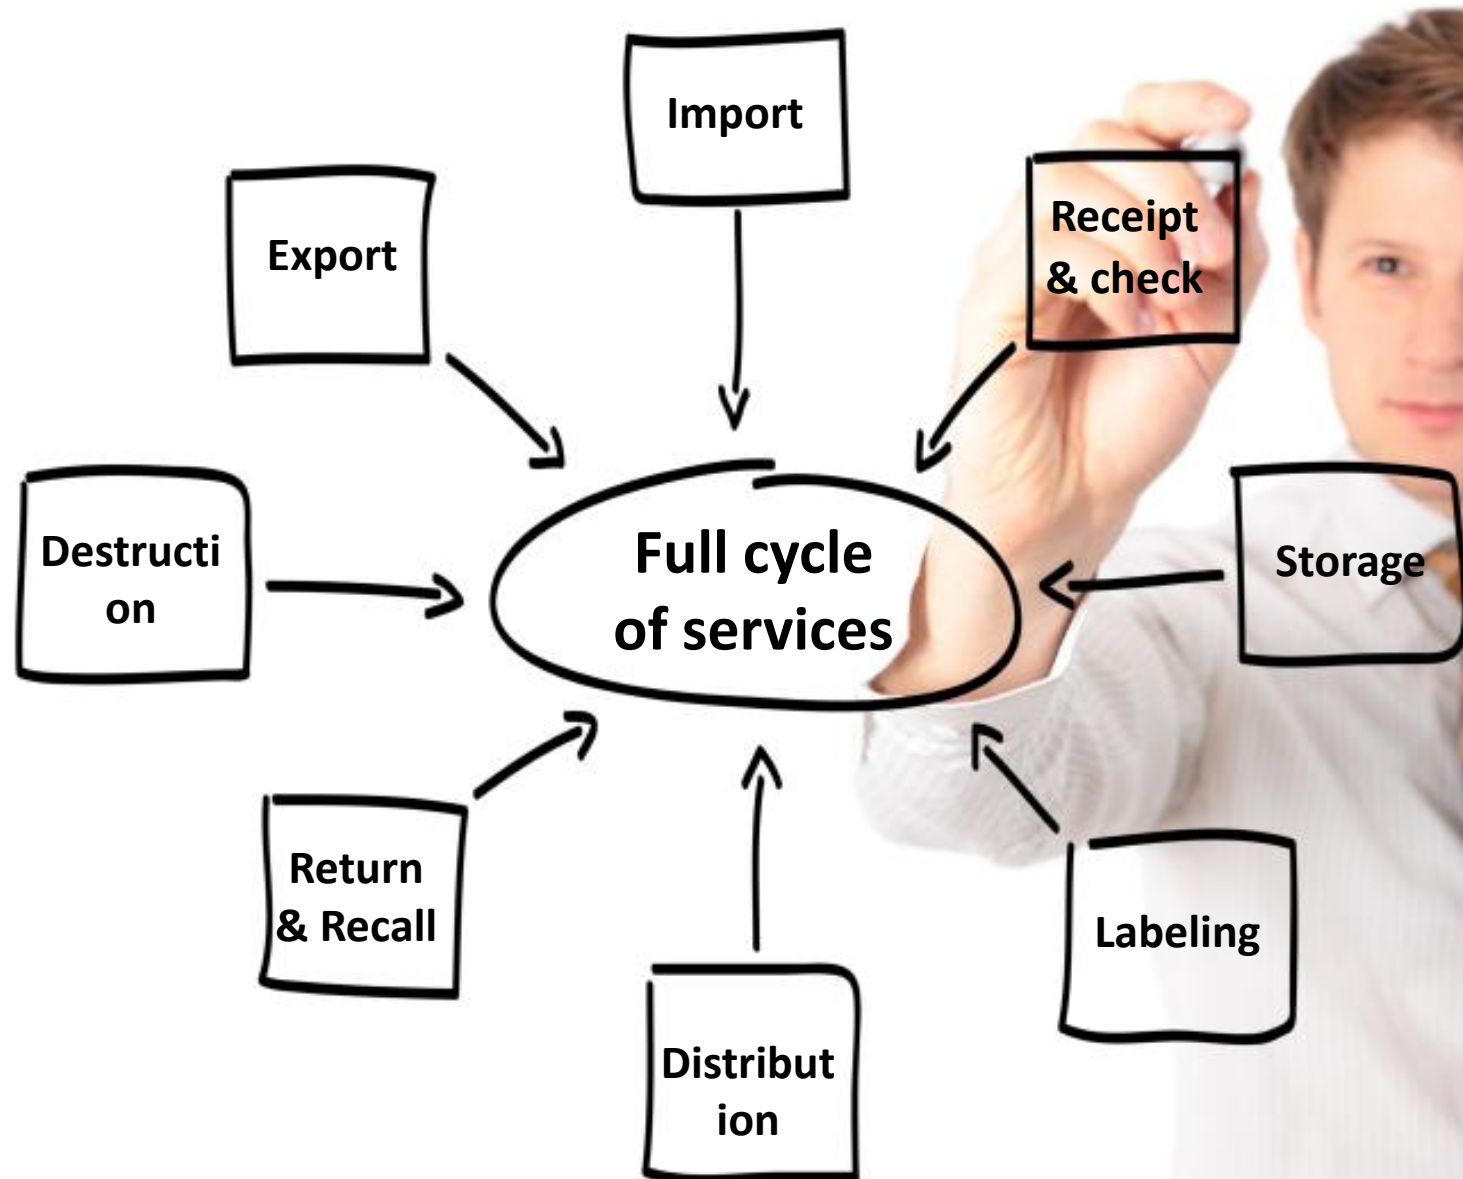 Import
Export
Receipt
& check
Destructi
on
Full cycle
of services
Storage
Return
& Recall
Labeling
Distribut
ion